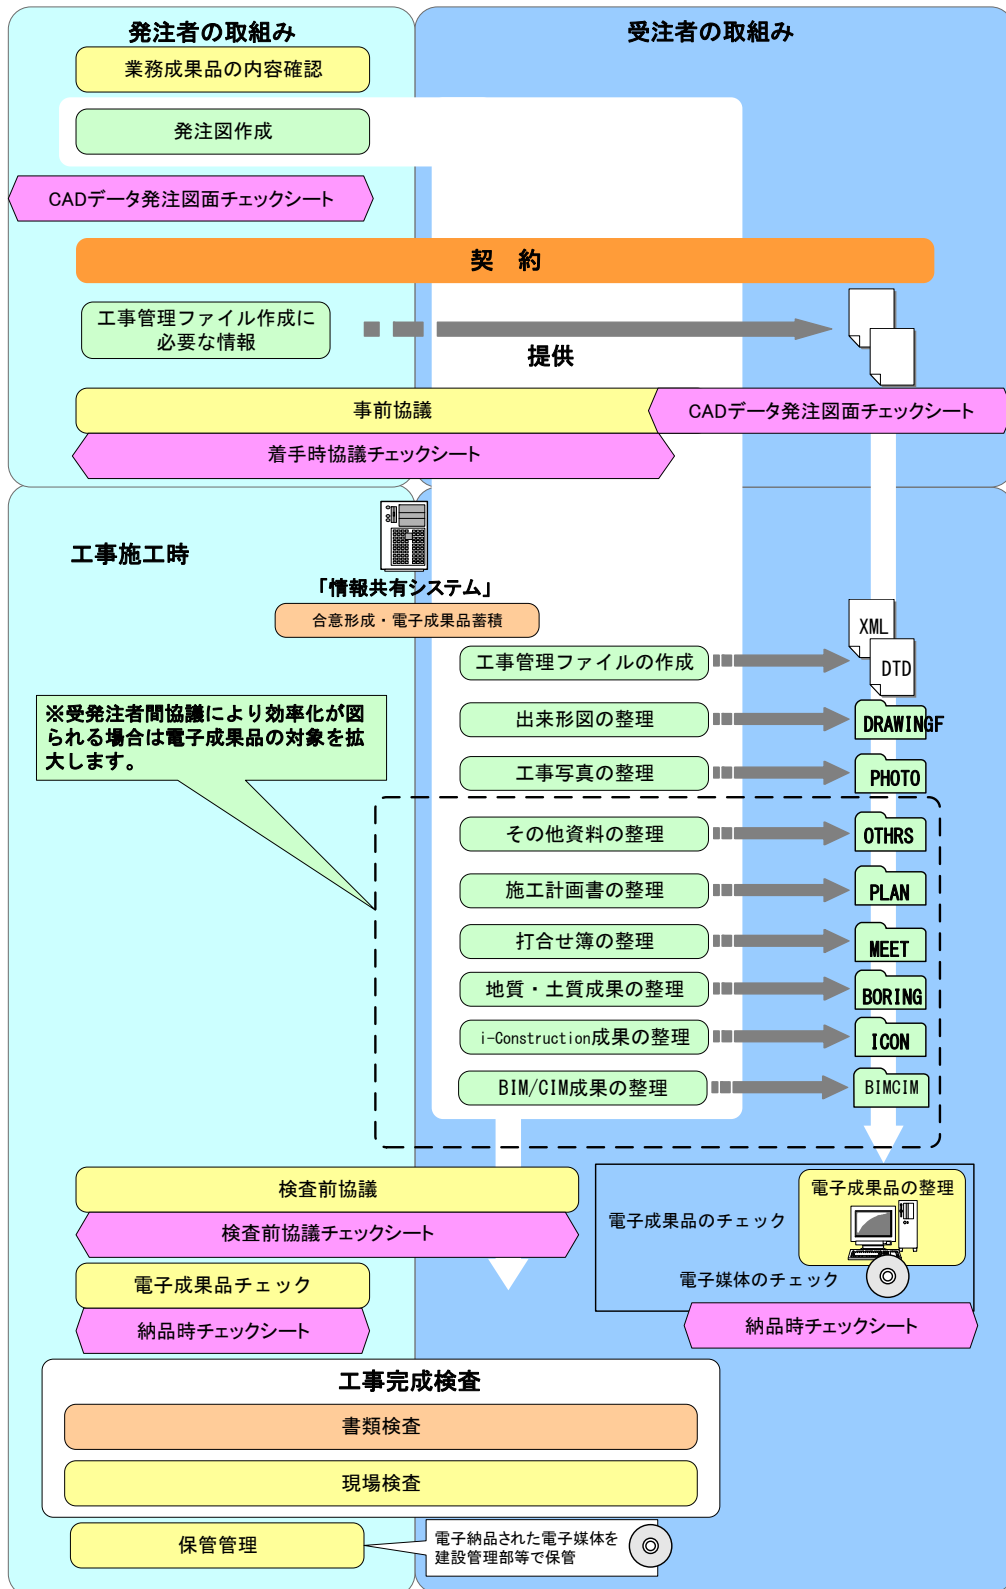 発注者の取組み
受注者の取組み
業務成果品の内容確認
発注図作成
CADデータ発注図面チェックシート
契　約
工事管理ファイル作成に
必要な情報
提供
事前協議
CADデータ発注図面チェックシート
着手時協議チェックシート
工事施工時
「情報共有システム」
合意形成・電子成果品蓄積
XML
DTD
工事管理ファイルの作成
※受発注者間協議により効率化が図
られる場合は電子成果品の対象を拡
大します。
出来形図の整理
DRAWINGF
工事写真の整理
PHOTO
その他資料の整理
OTHRS
施工計画書の整理
PLAN
打合せ簿の整理
MEET
地質・土質成果の整理
BORING
i-Construction成果の整理
ICON
BIM/CIM成果の整理
BIMCIM
検査前協議
検査前協議チェックシート
電子成果品の整理
電子成果品のチェック
電子媒体のチェック
電子成果品チェック
納品時チェックシート
納品時チェックシート
工事完成検査
書類検査
現場検査
保管管理
電子納品された電子媒体を
建設管理部等で保管